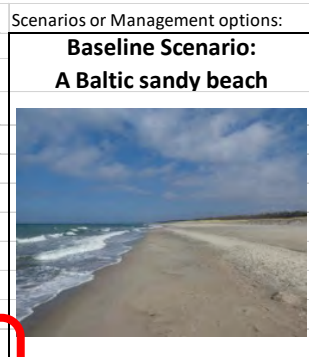 Scenarios or Management options:
Baseline Scenario:
A Baltic sandy beach